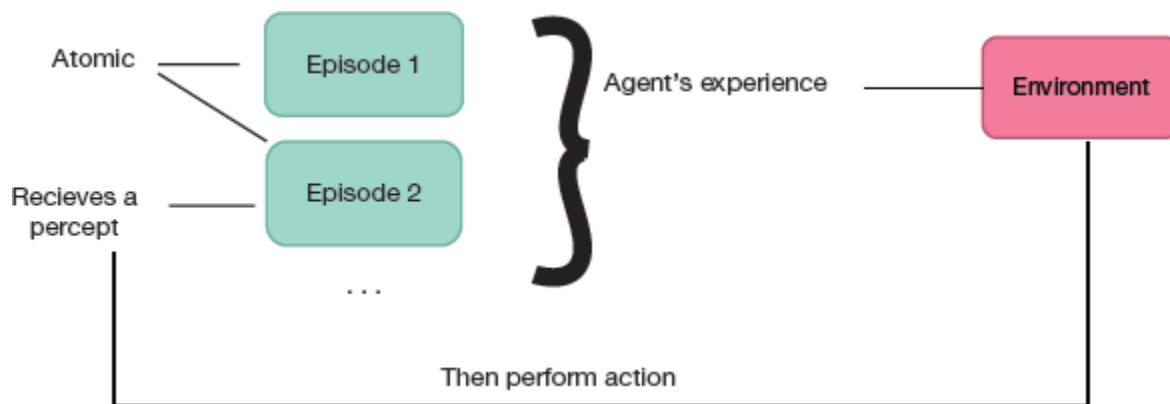 Atomic
Episode 1
Agent's experience
Environment
Recieves a
percept
Episode 2
. . .
Then perform action